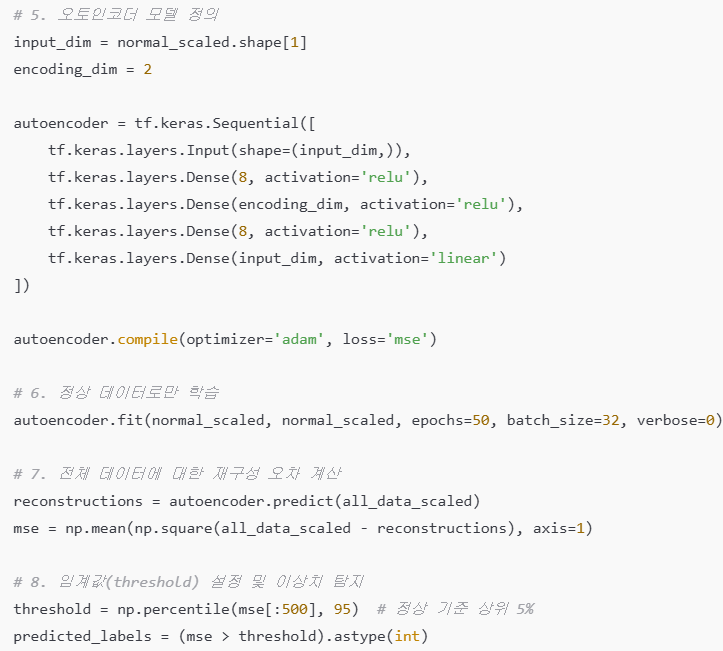 # 5. 오토인코더 모델 정의
input_dim = normal_scaled.shape[1]
encoding_dim = 2
autoencoder = tf.keras.Sequential([
    tf.keras.layers.Input(shape=(input_dim,)),
    tf.keras.layers.Dense(8, activation='relu'),
    tf.keras.layers.Dense(encoding_dim, activation='relu'),
    tf.keras.layers.Dense(8, activation='relu'),
    tf.keras.layers.Dense(input_dim, activation='linear')
])
autoencoder.compile(optimizer='adam', loss='mse')
# 6. 정상 데이터로만 학습
autoencoder.fit(normal_scaled, normal_scaled, epochs=50, batch_size=32, verbose=0)
# 7. 전체 데이터에 대한 재구성 오차 계산
reconstructions = autoencoder.predict(all_data_scaled)
mse = np.mean(np.square(all_data_scaled - reconstructions), axis=1)
# 8. 임계값(threshold) 설정 및 이상치 탐지
threshold = np.percentile(mse[:500], 95)  # 정상 기준 상위 5%
predicted_labels = (mse > threshold).astype(int)